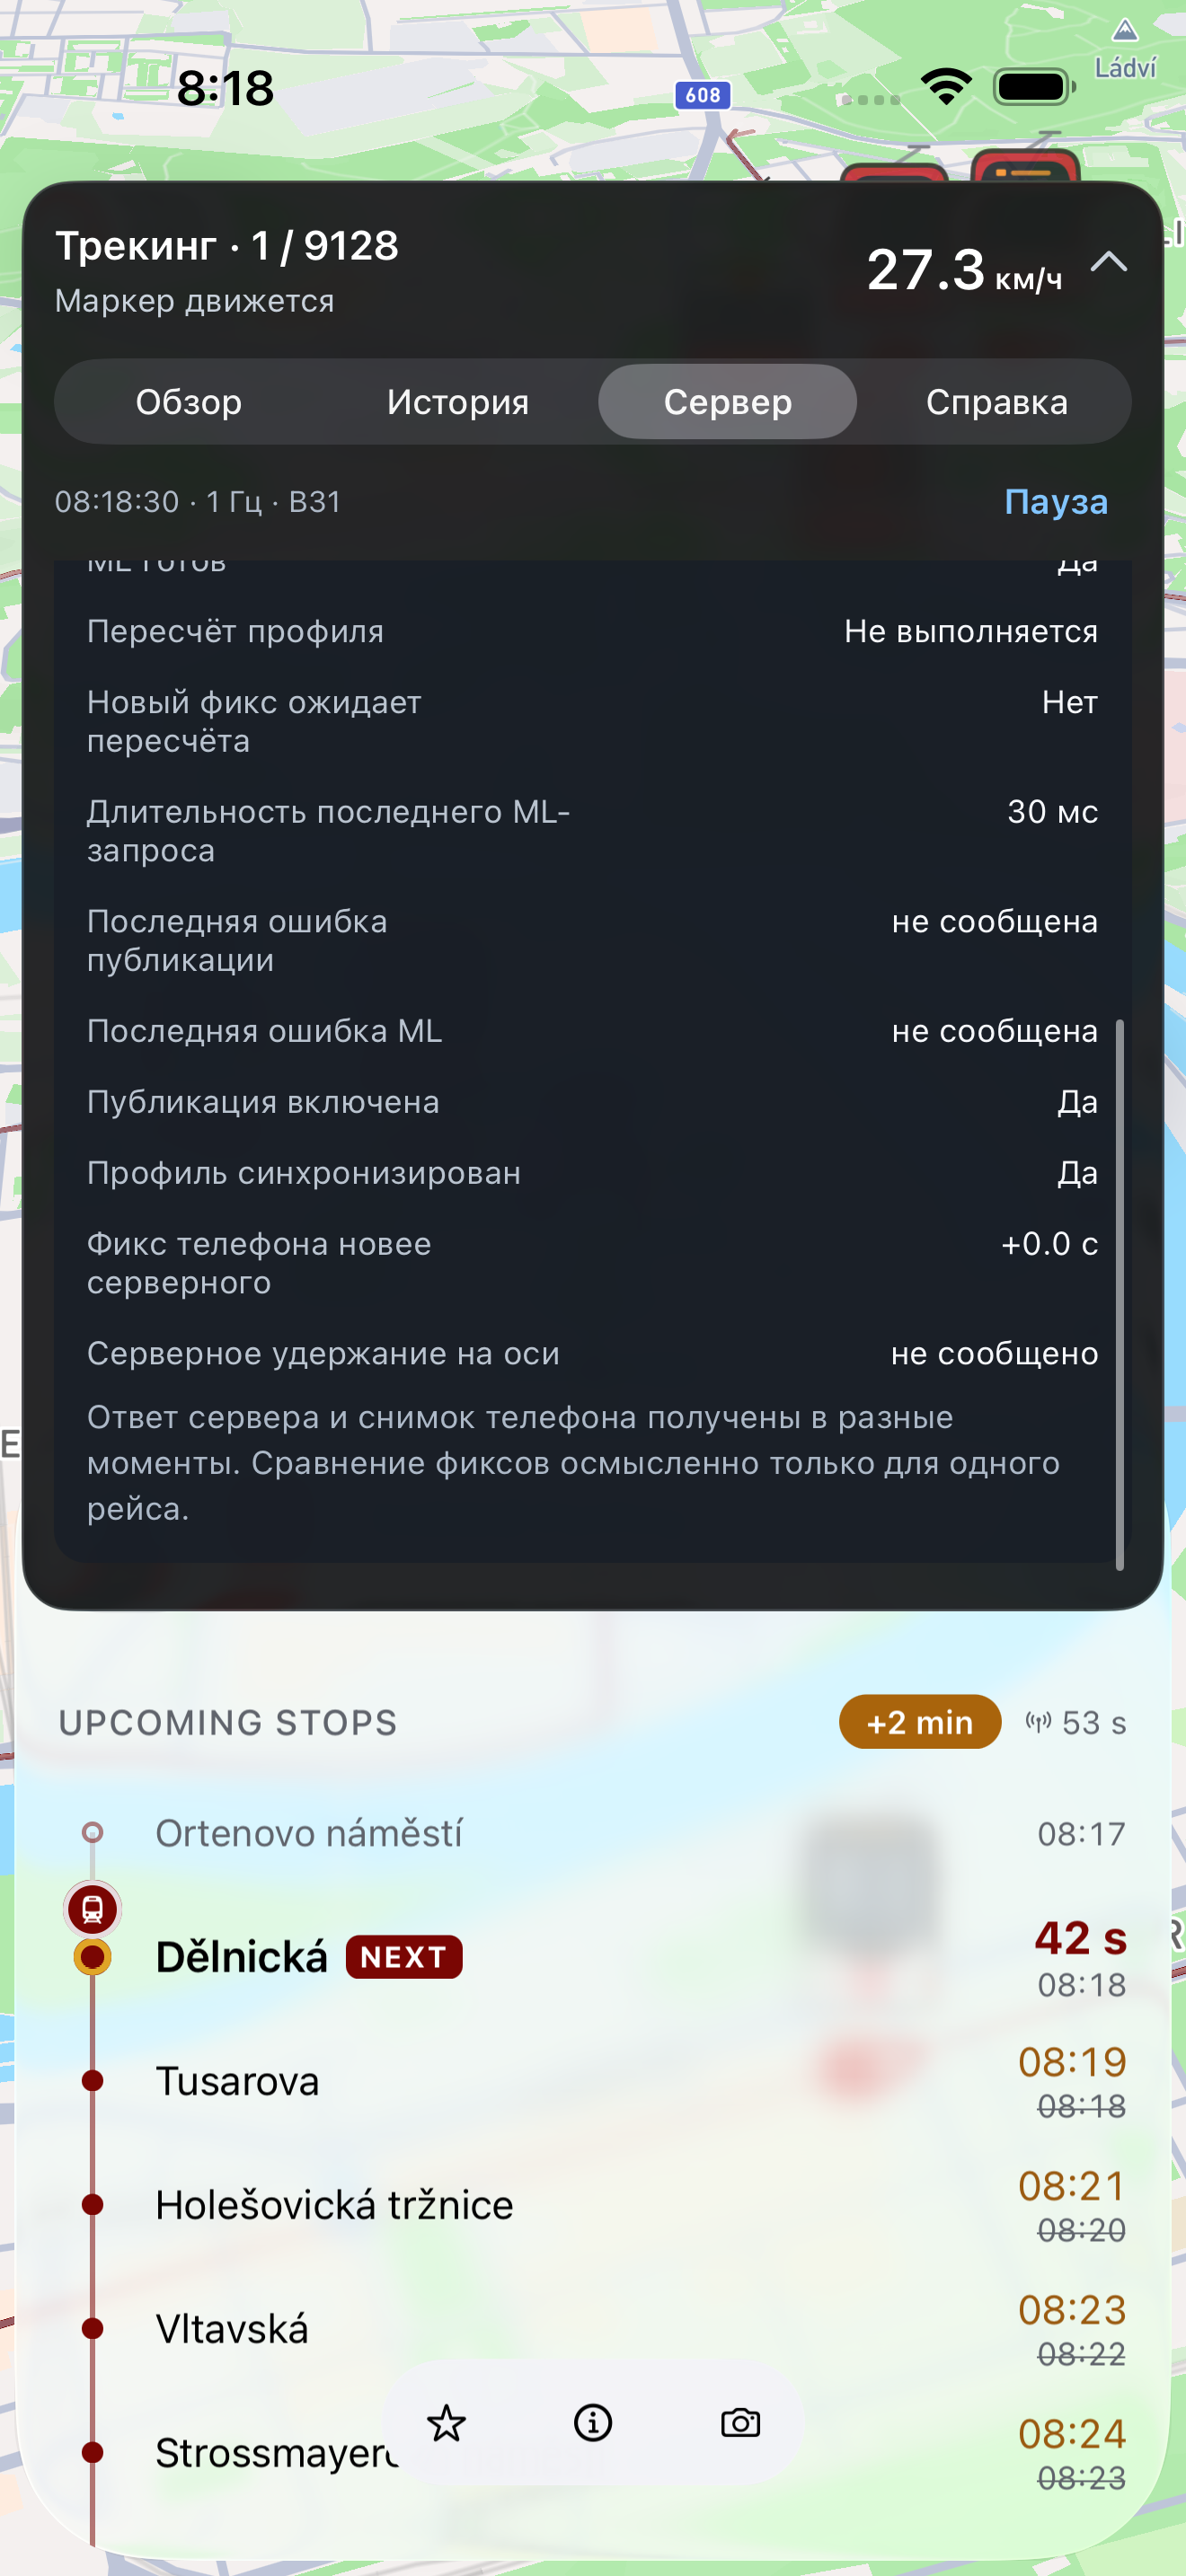 8:18
608
Ládví
Трекинг · 1 / 9128
27.3 км/ч
Маркер движется
Обзор
История
Сервер
Справка
08:18:30 · 1 Гц · B31
Пауза
ML готов
Да
Пересчёт профиля
Не выполняется
Новый фикс ожидает
пересчёта
Нет
Длительность последнего ML-
запроса
30 мс
Последняя ошибка
публикации
не сообщена
Последняя ошибка ML
не сообщена
Публикация включена
Да
Профиль синхронизирован
Да
Фикс телефона новее
серверного
+0.0 с
Серверное удержание на оси
не сообщено
Ответ сервера и снимок телефона получены в разные
моменты. Сравнение фиксов осмысленно только для одного
рейса.
UPCOMING STOPS
+2 min
53 s
Ortenovo náměstí
08:17
Dělnická
NEXT
42 s
08:18
Tusarova
08:19
08:18
Holešovická tržnice
08:21
08:20
Vltavská
08:23
08:22
08:24
08:23